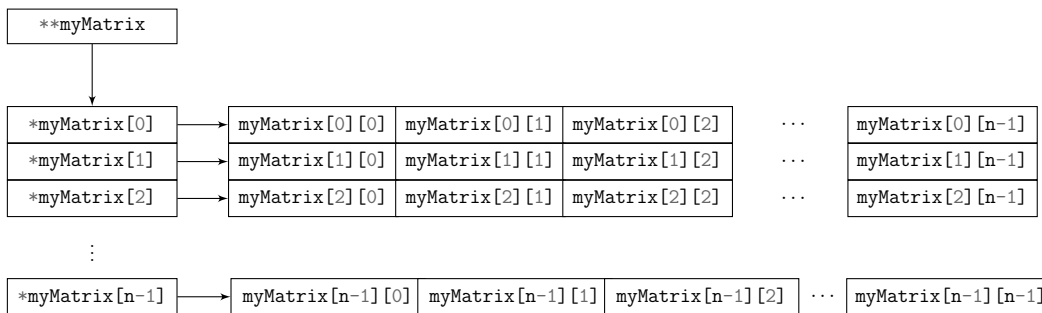 **myMatrix
*myMatrix[0] myMatrix[0][0] myMatrix[0][1] myMatrix[0][2] ... myMatrix[0][n-1]
*myMatrix[1] myMatrix[1][0] myMatrix[1][1] myMatrix[1][2] ... myMatrix[1][n-1]
*myMatrix[2] myMatrix[2][0] myMatrix[2][1] myMatrix[2][2] ... myMatrix[2][n-1]
⋮
*myMatrix[n-1] myMatrix[n-1][0] myMatrix[n-1][1] myMatrix[n-1][2] ... myMatrix[n-1][n-1]